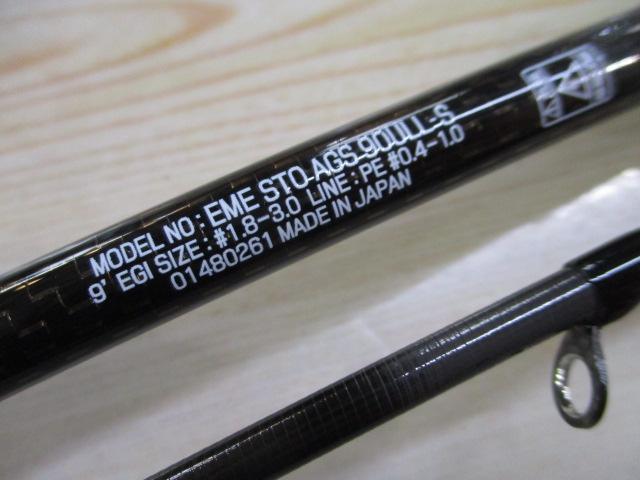 MODEL NO : EME STO AGS 90ULL-S
9' EGI SIZE : #1.8-3.0 LINE : PE #0.4-1.0
01480261 MADE IN JAPAN